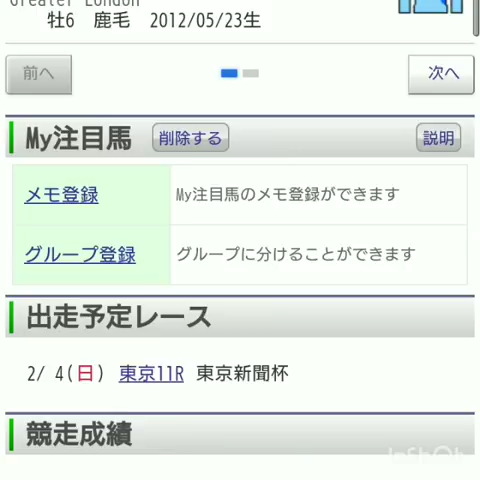 Greater London
牡6 鹿毛 2012/05/23生
前へ
次へ
My注目馬 削除する 説明
メモ登録 My注目馬のメモ登録ができます
グループ登録 グループに分けることができます
出走予定レース
2/ 4(日) 東京11R 東京新聞杯
競走成績